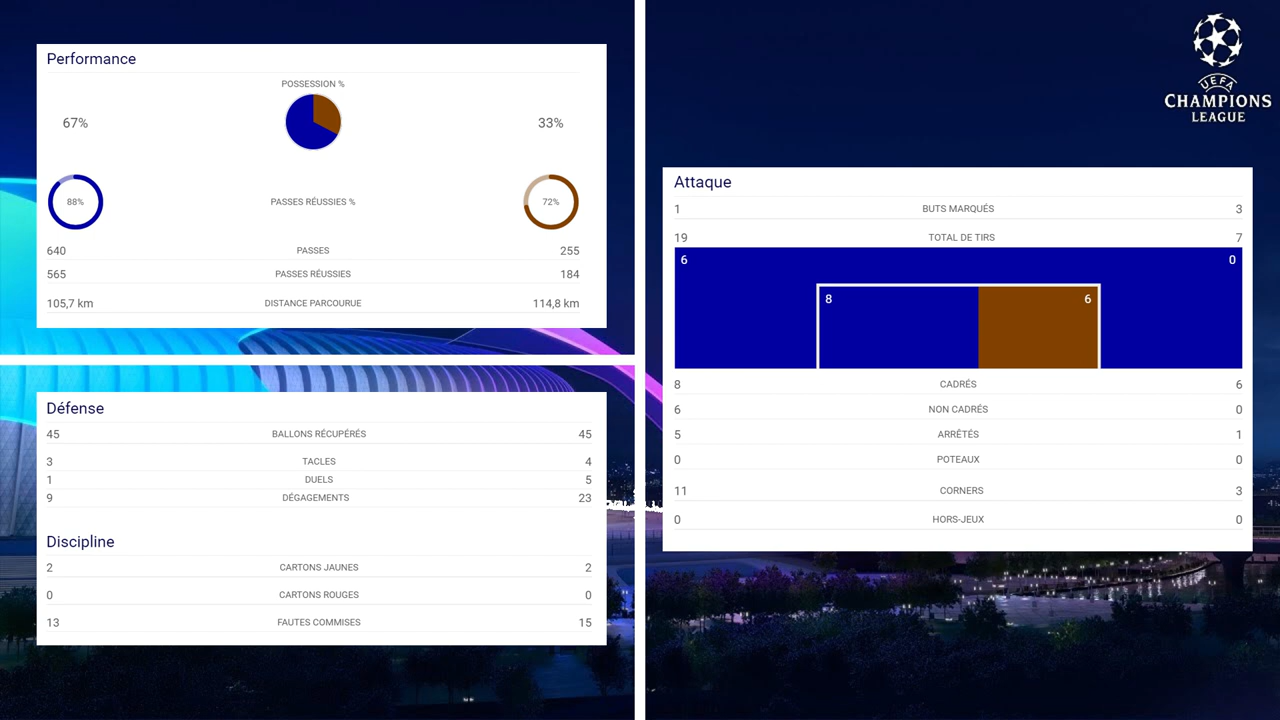 Performance
POSSESSION %
67% 33%
88% PASSES RÉUSSIES % 72%
640 PASSES 255
565 PASSES RÉUSSIES 184
105,7 km DISTANCE PARCOURUE 114,8 km
Défense
45 BALLONS RÉCUPÉRÉS 45
3 TACLES 4
1 DUELS 5
9 DÉGAGEMENTS 23
Discipline
2 CARTONS JAUNES 2
0 CARTONS ROUGES 0
13 FAUTES COMMISES 15
UEFA
CHAMPIONS
LEAGUE
Attaque
1 BUTS MARQUÉS 3
19 TOTAL DE TIRS 7
6 0
8 6
8 CADRÉS 6
6 NON CADRÉS 0
5 ARRÊTÉS 1
0 POTEAUX 0
11 CORNERS 3
0 HORS-JEUX 0